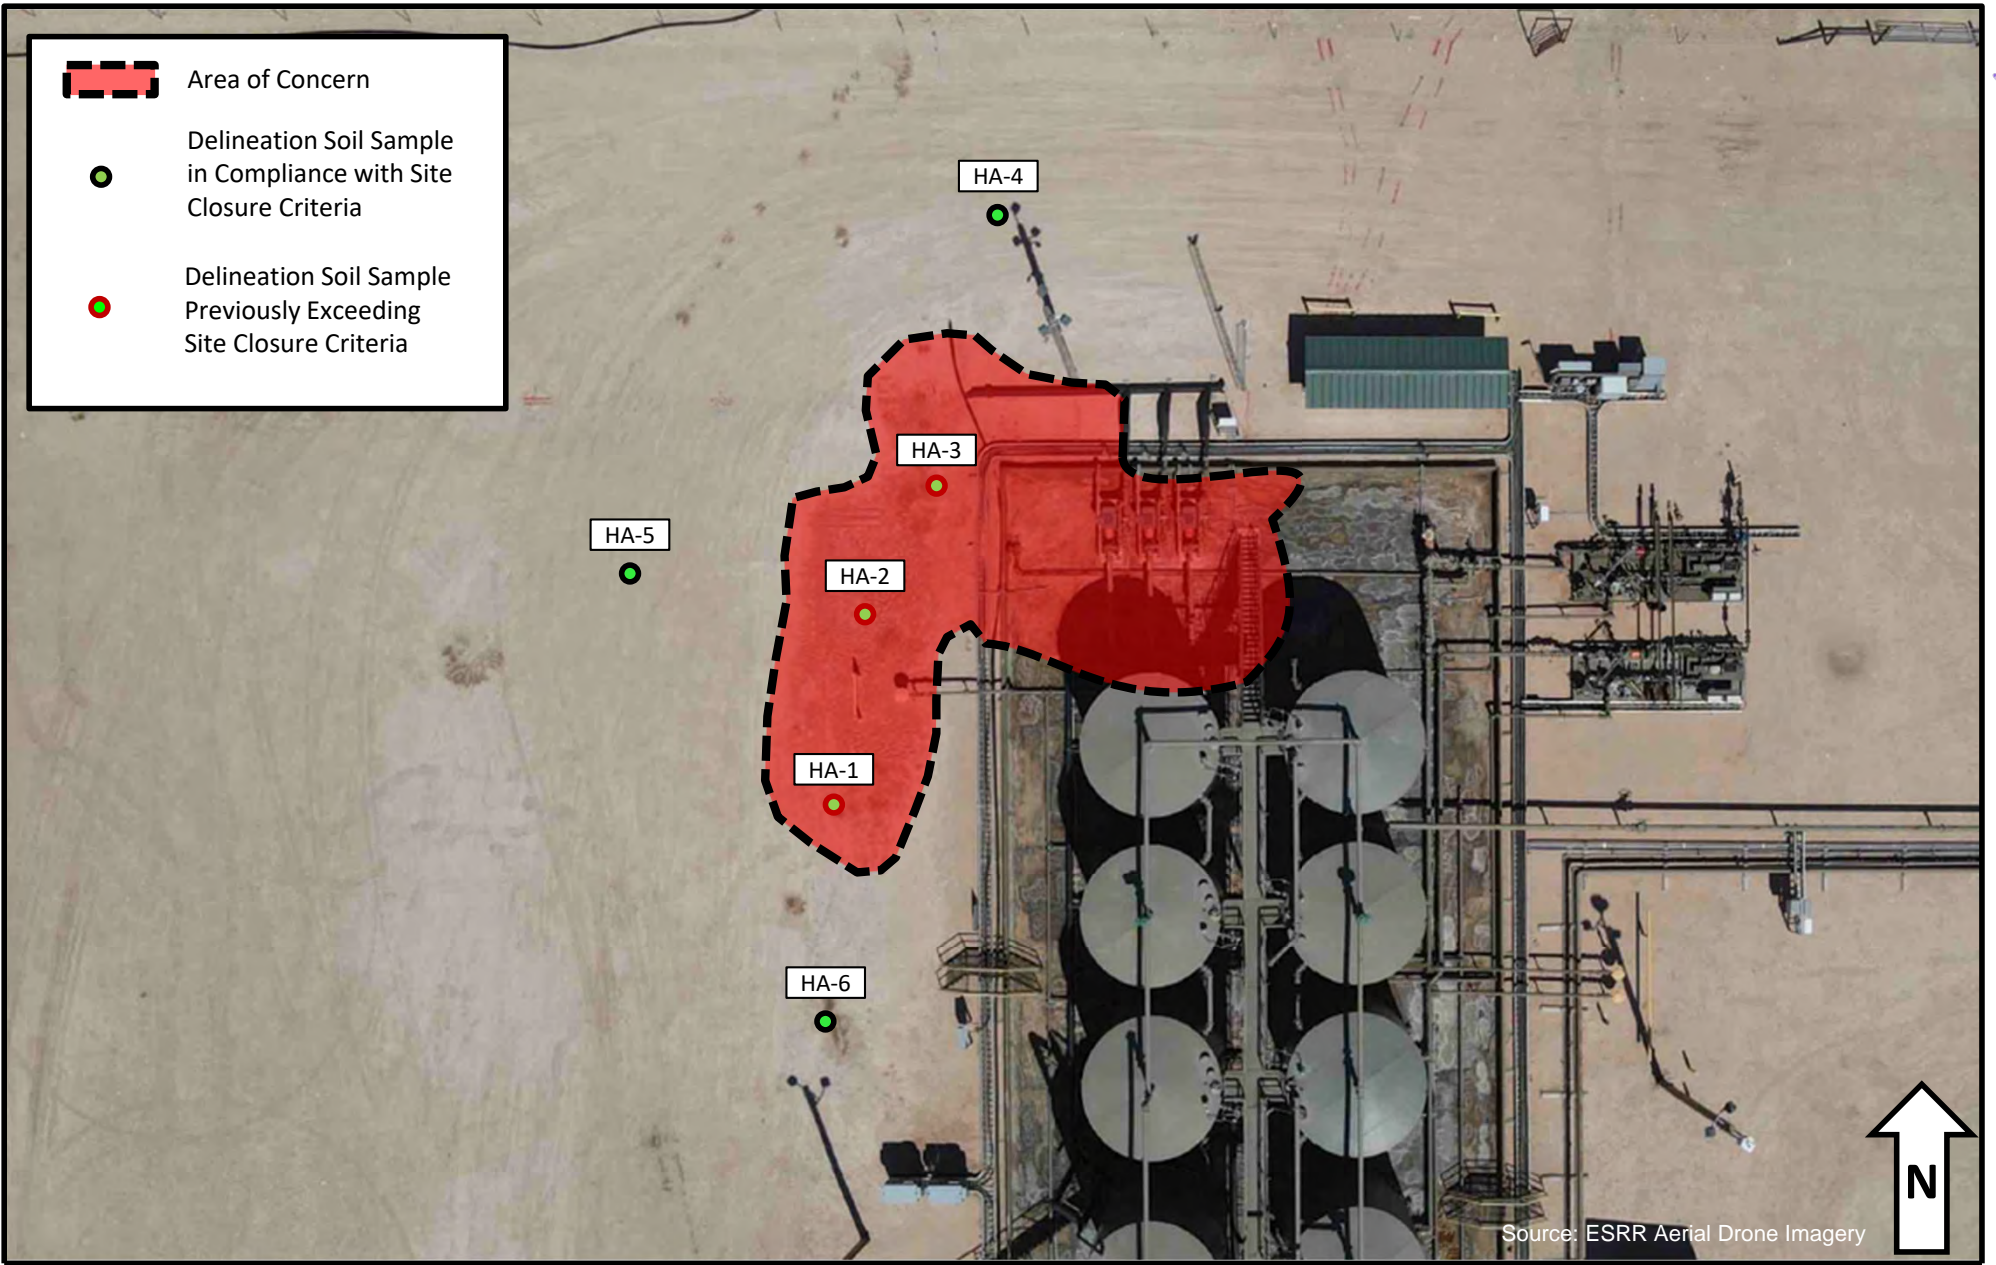 Area of Concern
Delineation Soil Sample
in Compliance with Site
Closure Criteria
Delineation Soil Sample
Previously Exceeding
Site Closure Criteria
HA-4
HA-3
HA-5
HA-2
HA-1
HA-6
N
Source: ESRR Aerial Drone Imagery